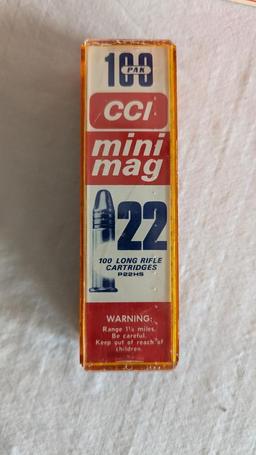 100
PAK
CCI
mini
mag
22
100 LONG RIFLE
CARTRIDGES
P22HS
WARNING:
Range 1¼ miles.
Be careful.
Keep out of reach of
children.